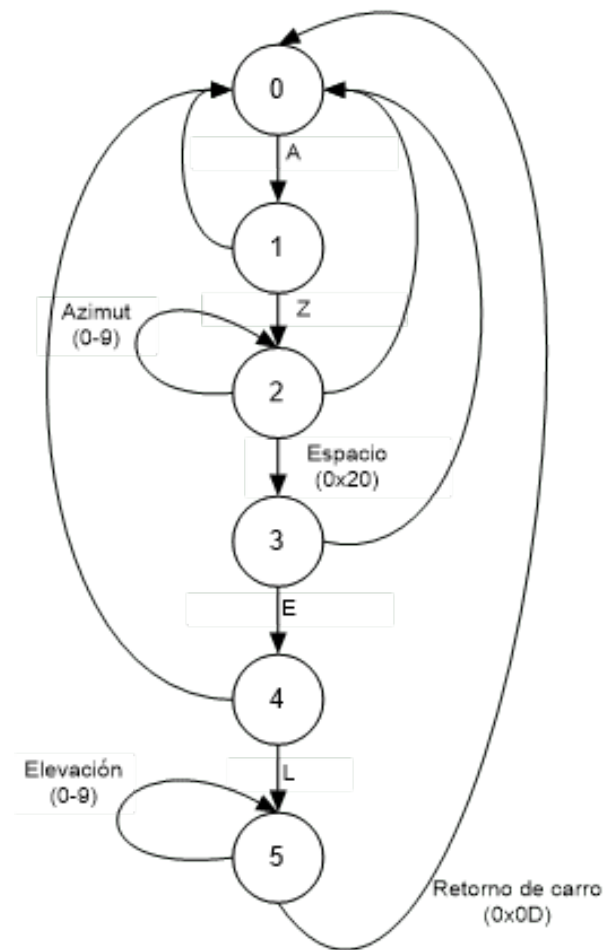 0
A
1
Z
Azimut
(0-9)
2
Espacio
(0x20)
3
E
4
L
Elevación
(0-9)
5
Retorno de carro
(0x0D)